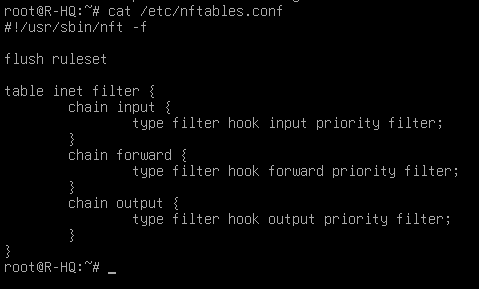 root@R-HQ:~# cat /etc/nftables.conf
#!/usr/sbin/nft -f
flush ruleset
table inet filter {
chain input {
type filter hook input priority filter;
}
chain forward {
type filter hook forward priority filter;
}
chain output {
type filter hook output priority filter;
}
}
root@R-HQ:~# _